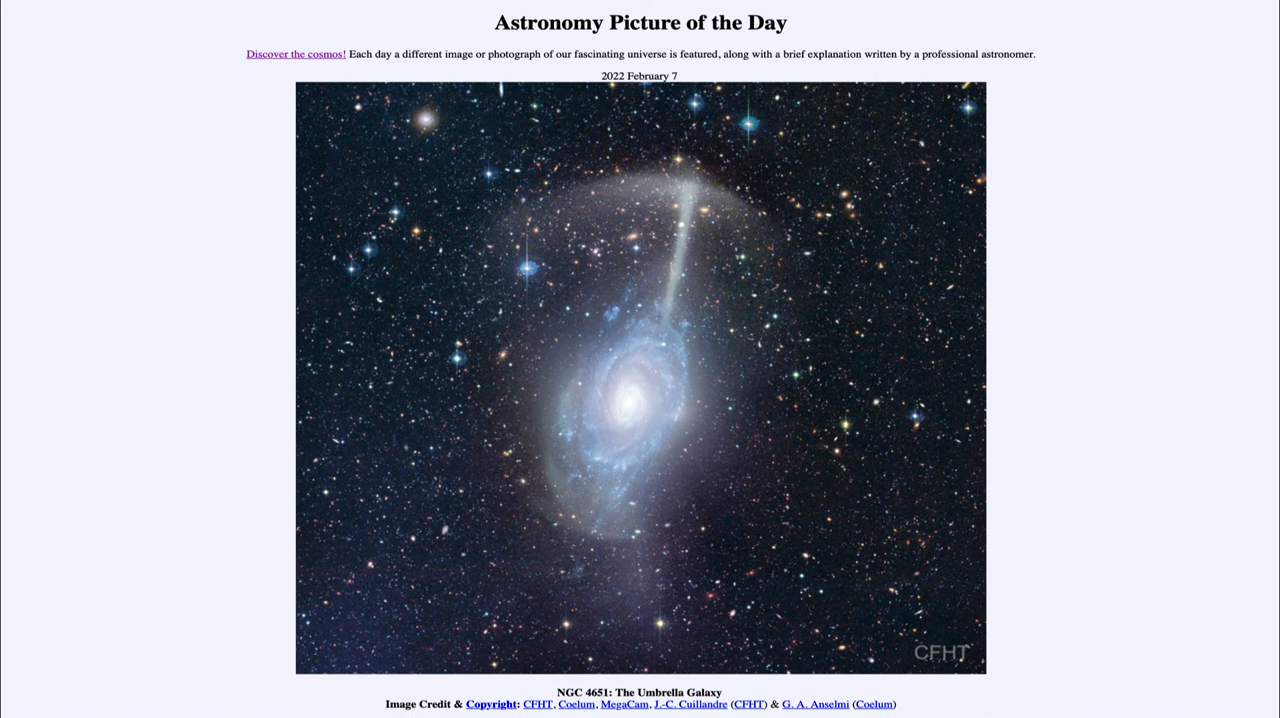 Astronomy Picture of the Day
Discover the cosmos! Each day a different image or photograph of our fascinating universe is featured, along with a brief explanation written by a professional astronomer.
2022 February 7
CFHT
NGC 4651: The Umbrella Galaxy
Image Credit & Copyright: CFHT, Coelum, MegaCam, J.-C. Cuillandre (CFHT) & G. A. Anselmi (Coelum)